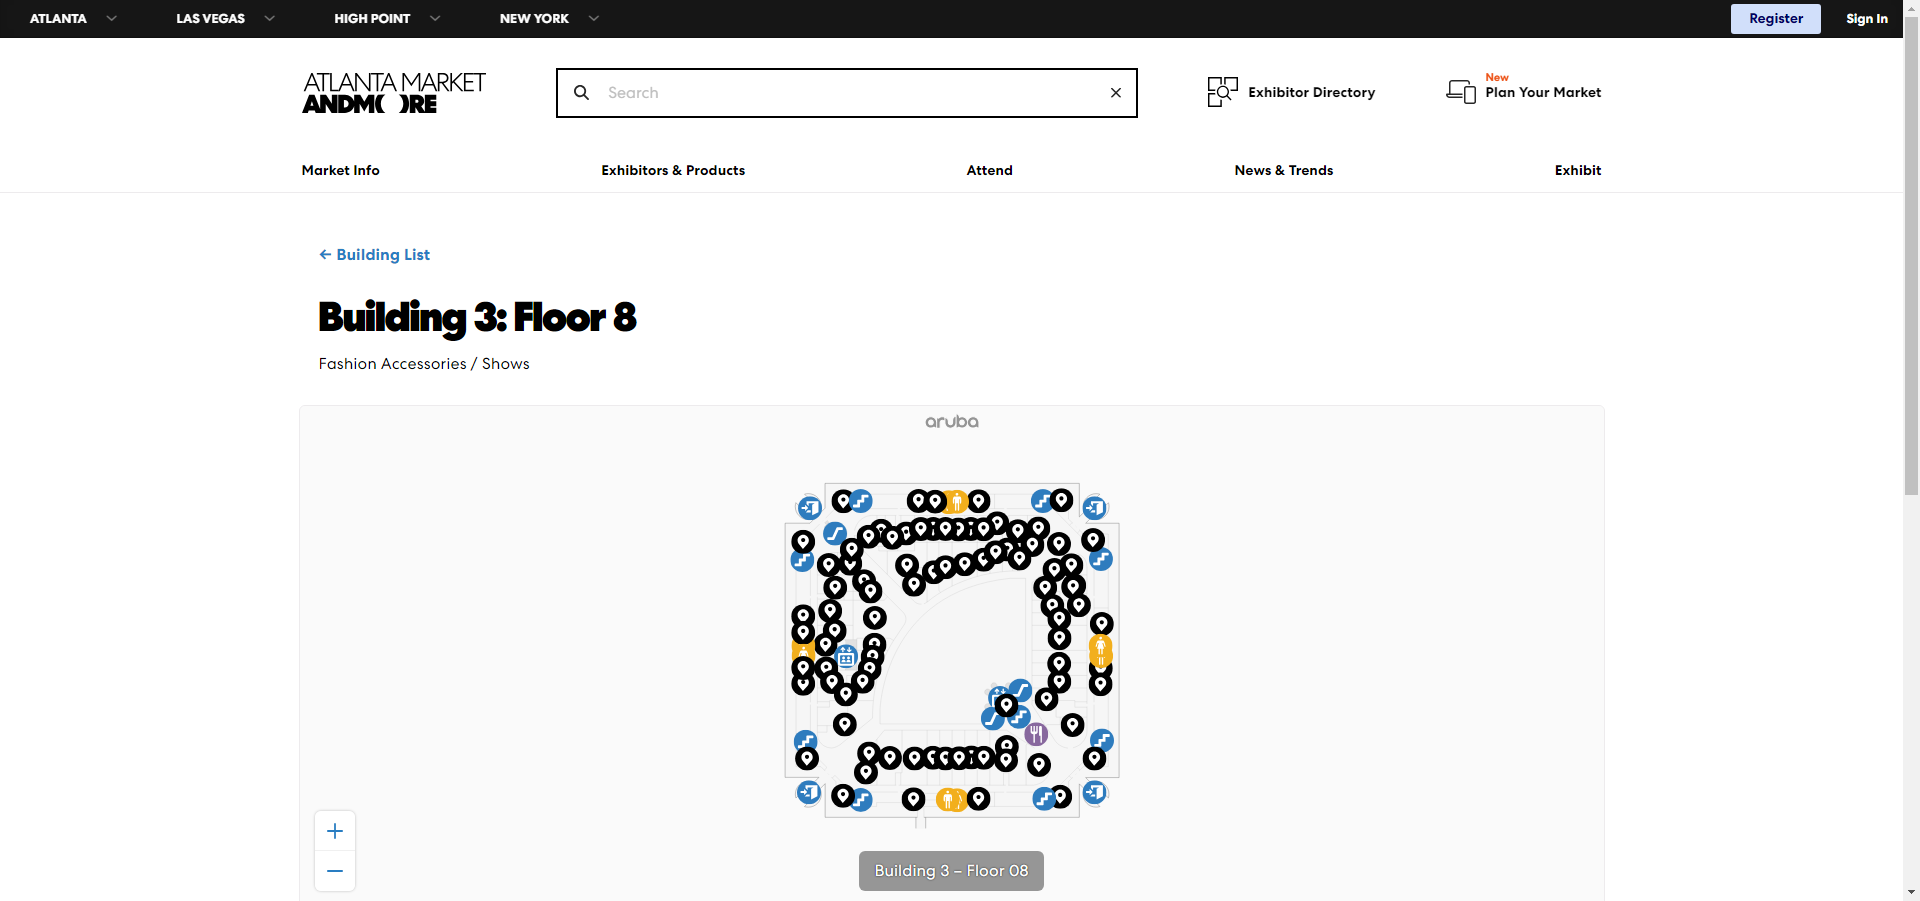 ATLANTA LAS VEGAS HIGH POINT NEW YORK Register Sign In
ATLANTA MARKET
ANDMORE
Search
Exhibitor Directory
New
Plan Your Market
Market Info Exhibitors & Products Attend News & Trends Exhibit
← Building List
Building 3: Floor 8
Fashion Accessories / Shows
aruba
+
−
Building 3 – Floor 08